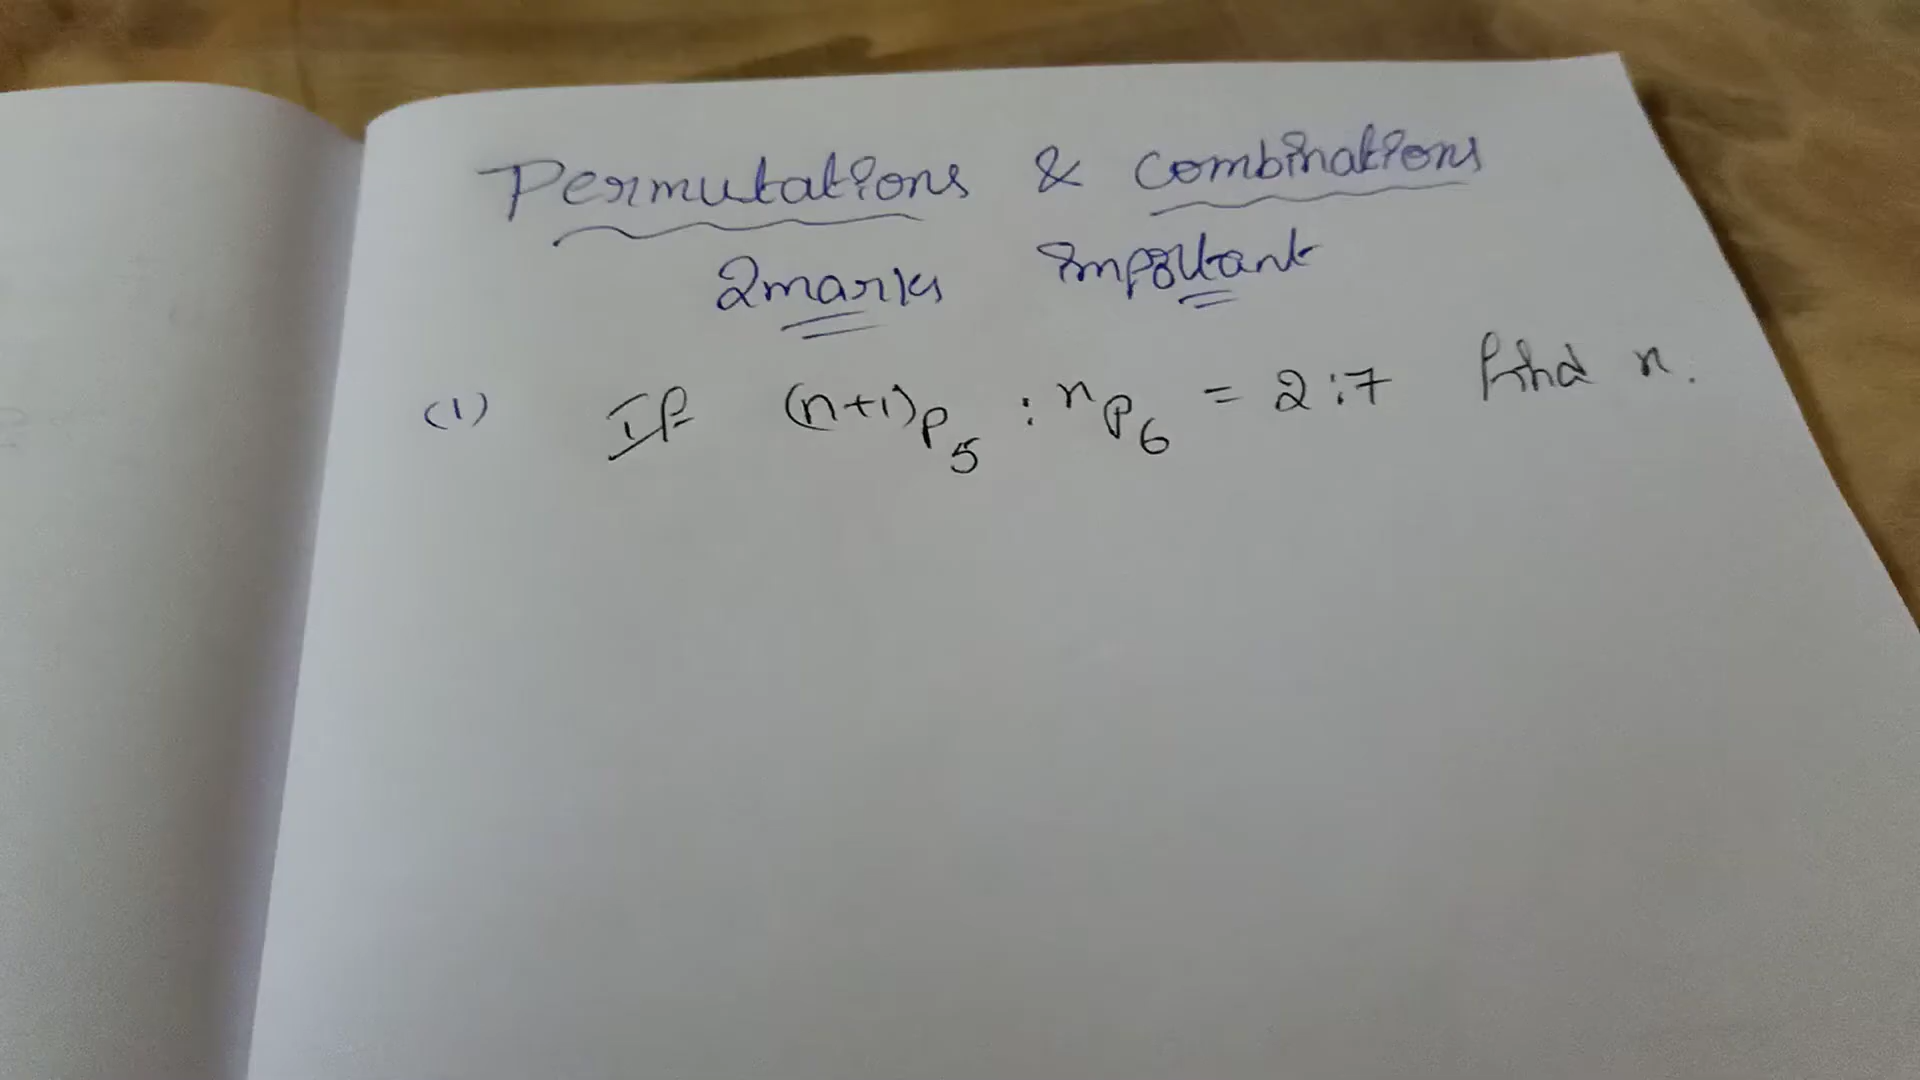 Permutations & Combinations
2marks Important
(1) If (n+1)P5 : nP6 = 2:7 find n.